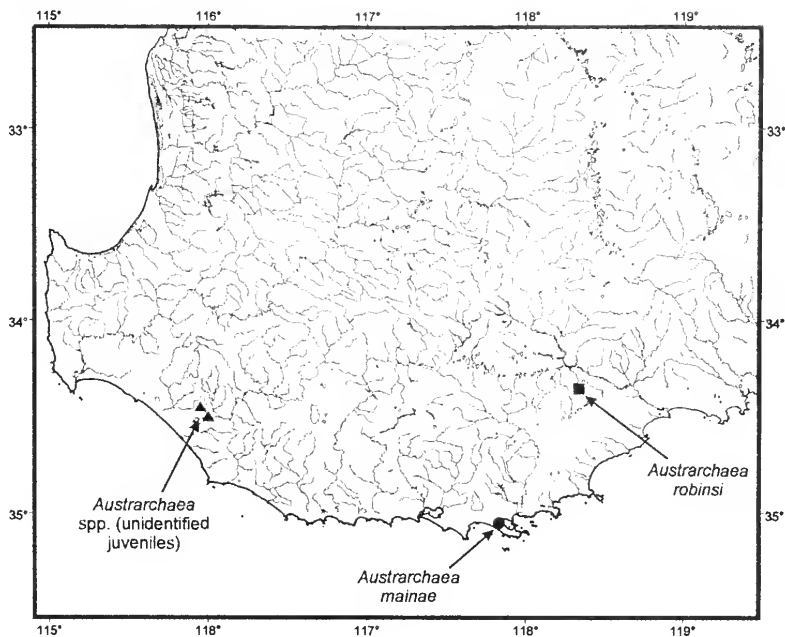 115° 116° 117° 118° 119°
33° 33°
34° 34°
Austrarchaea
robinsi
Austrarchaea
spp. (unidentified
juveniles)
35° 35°
Austrarchaea
mainae
115° 116° 117° 118° 119°